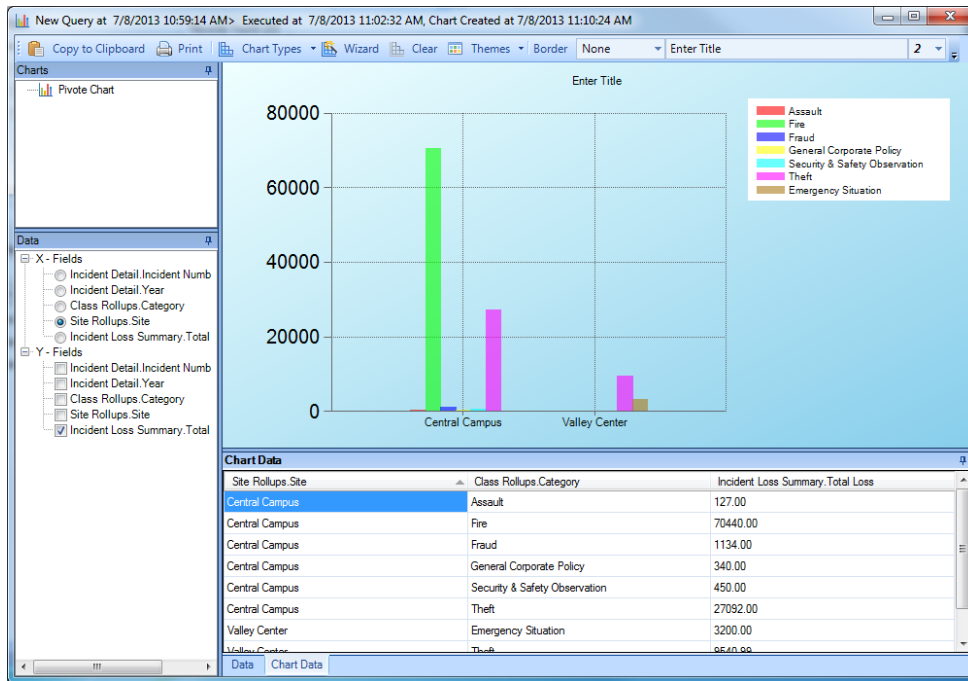 New Query at 7/8/2013 10:59:14 AM> Executed at 7/8/2013 11:02:32 AM, Chart Created at 7/8/2013 11:10:24 AM
Copy to Clipboard Print Chart Types Wizard Clear Themes Border None Enter Title 2
Charts
Pivote Chart
Data
X - Fields
Incident Detail.Incident Numb
Incident Detail.Year
Class Rollups.Category
Site Rollups.Site
Incident Loss Summary.Total
Y - Fields
Incident Detail.Incident Numb
Incident Detail.Year
Class Rollups.Category
Site Rollups.Site
Incident Loss Summary.Total
Enter Title
80000
60000
40000
20000
0
Central Campus Valley Center
Assault
Fire
Fraud
General Corporate Policy
Security & Safety Observation
Theft
Emergency Situation
Chart Data
Site Rollups.Site Class Rollups.Category Incident Loss Summary.Total Loss
Central Campus Assault 127.00
Central Campus Fire 70440.00
Central Campus Fraud 1134.00
Central Campus General Corporate Policy 340.00
Central Campus Security & Safety Observation 450.00
Central Campus Theft 27092.00
Valley Center Emergency Situation 3200.00
Valley Center Theft 9540.99
Data Chart Data